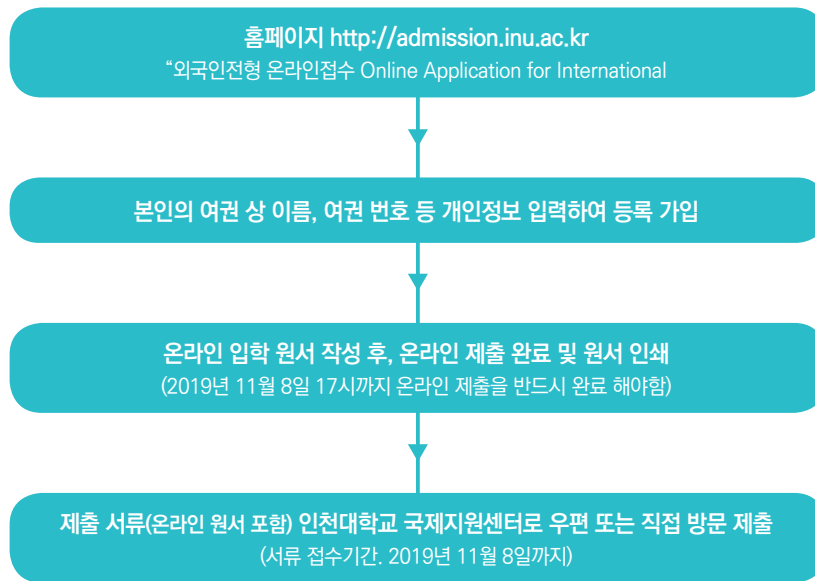 홈페이지 http://admission.inu.ac.kr
“외국인전형 온라인접수 Online Application for International
본인의 여권 상 이름, 여권 번호 등 개인정보 입력하여 등록 가입
온라인 입학 원서 작성 후, 온라인 제출 완료 및 원서 인쇄
(2019년 11월 8일 17시까지 온라인 제출을 반드시 완료 해야함)
제출 서류(온라인 원서 포함) 인천대학교 국제지원센터로 우편 또는 직접 방문 제출
(서류 접수기간. 2019년 11월 8일까지)